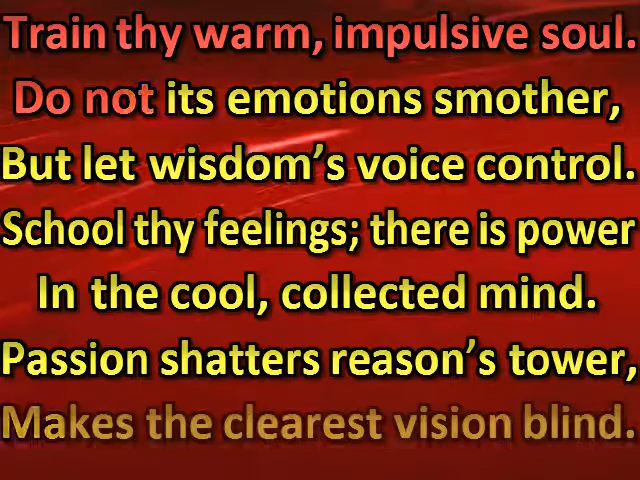 Train thy warm, impulsive soul.
Do not its emotions smother,
But let wisdom’s voice control.
School thy feelings; there is power
In the cool, collected mind.
Passion shatters reason’s tower,
Makes the clearest vision blind.